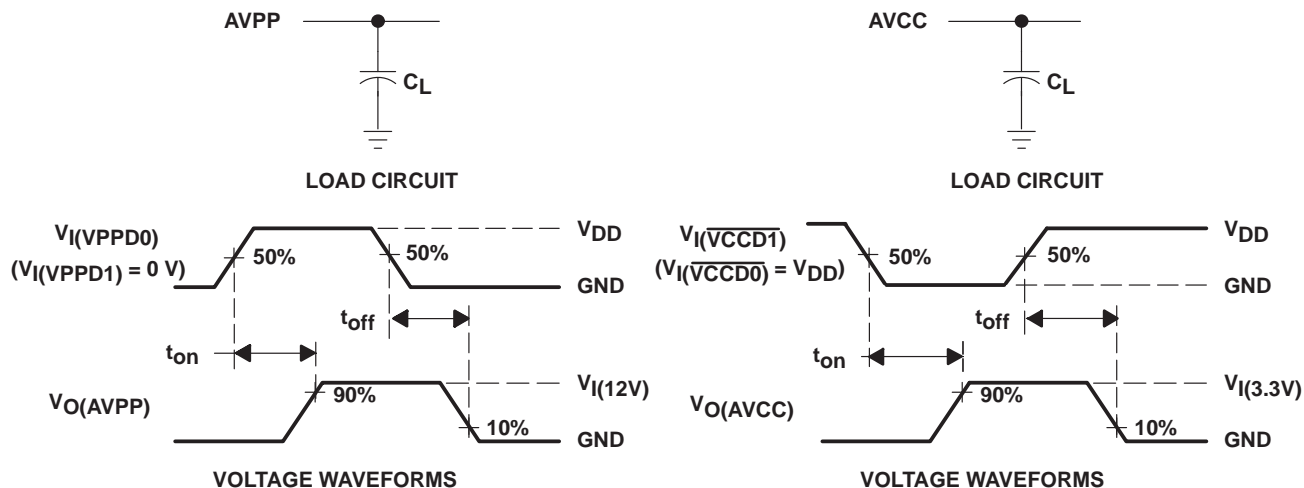 AVPP
CL
LOAD CIRCUIT
VI(VPPD0)
(VI(VPPD1) = 0 V)
50%
50%
VDD
GND
toff
ton
VO(AVPP)
90%
10%
VI(12V)
GND
VOLTAGE WAVEFORMS
AVCC
CL
LOAD CIRCUIT
VI(V̅C̅C̅D̅1̅)
(VI(V̅C̅C̅D̅0̅) = VDD)
50%
50%
VDD
GND
toff
ton
VO(AVCC)
90%
10%
VI(3.3V)
GND
VOLTAGE WAVEFORMS